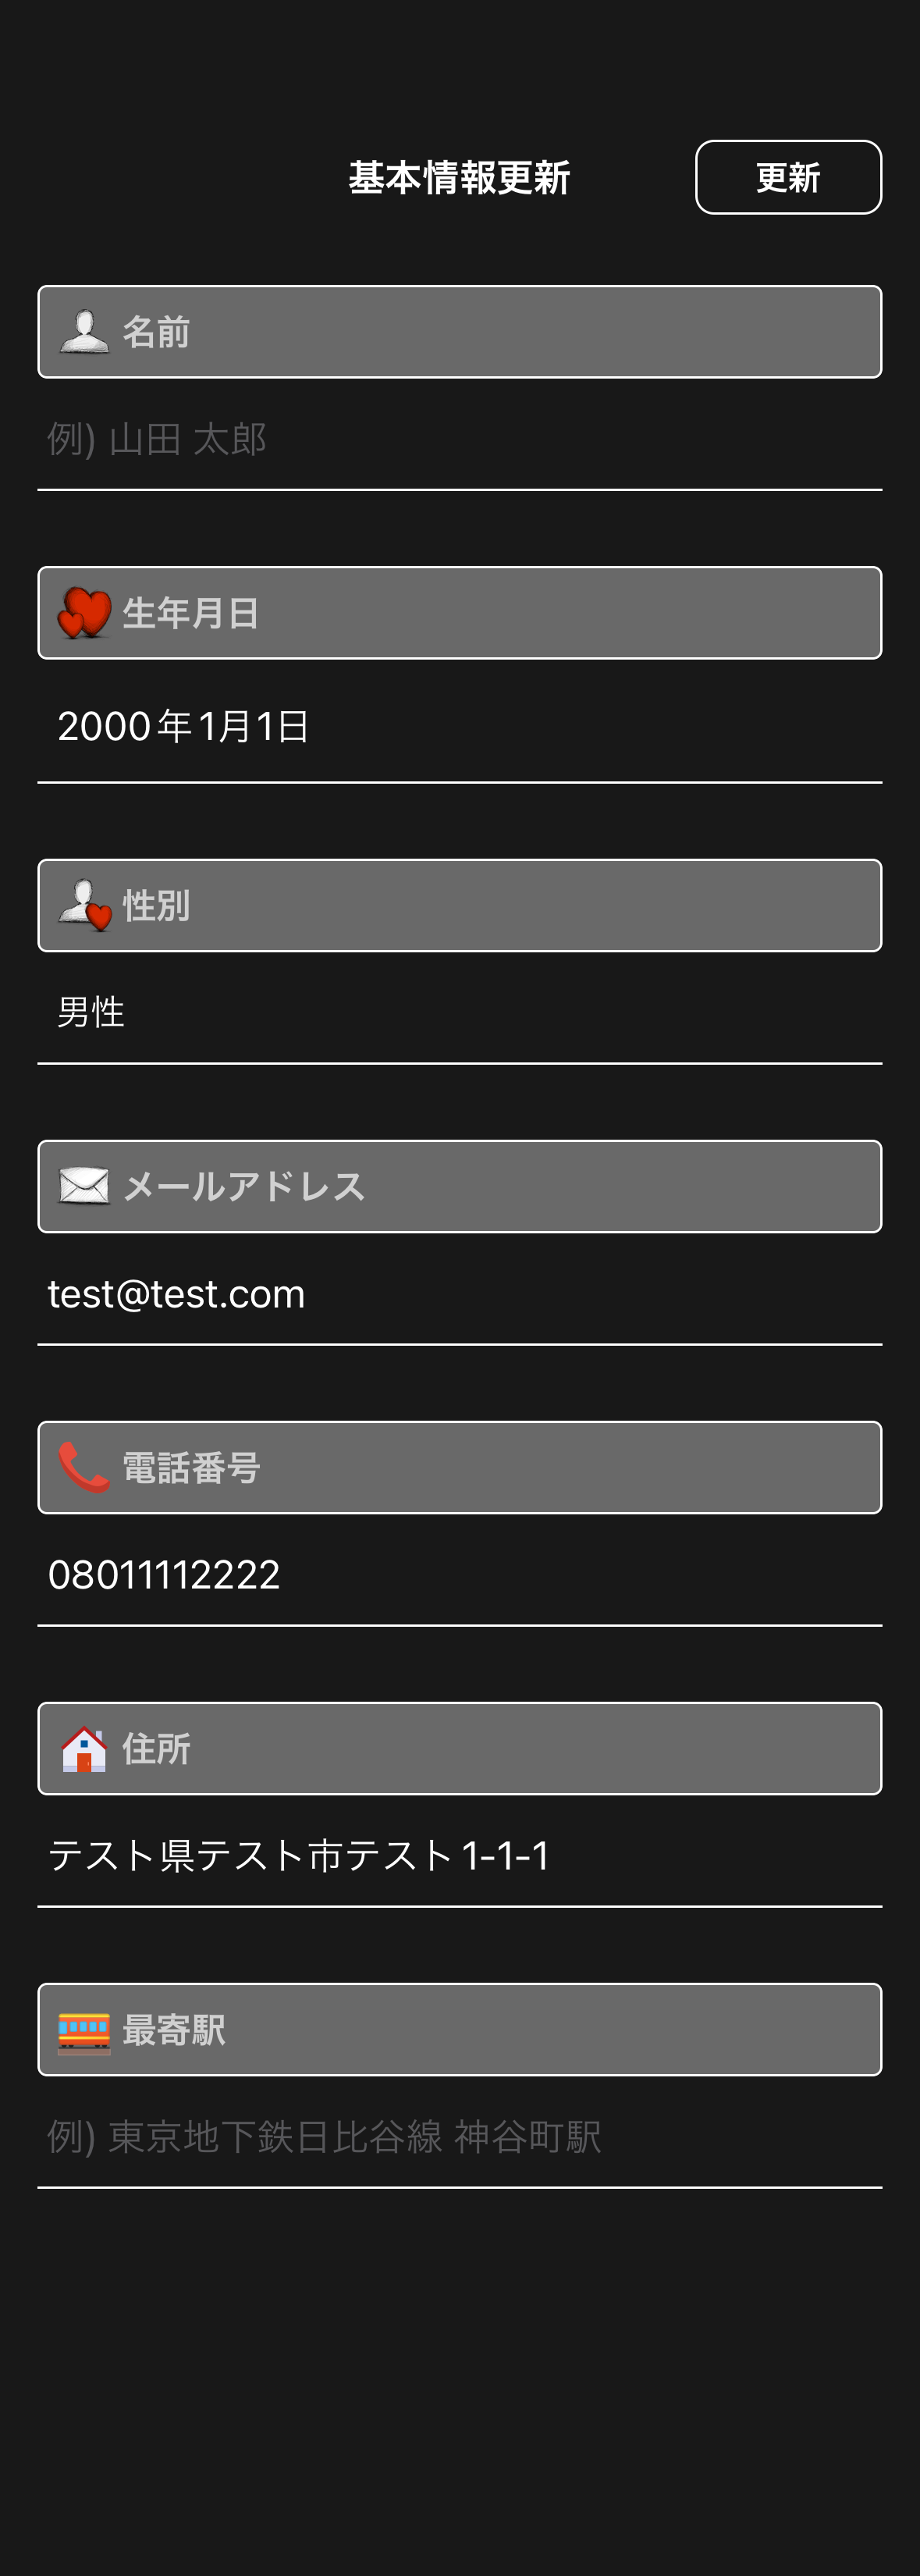 基本情報更新
更新
名前
例) 山田 太郎
生年月日
2000年1月1日
性別
男性
メールアドレス
test@test.com
電話番号
08011112222
住所
テスト県テスト市テスト1-1-1
最寄駅
例) 東京地下鉄日比谷線 神谷町駅